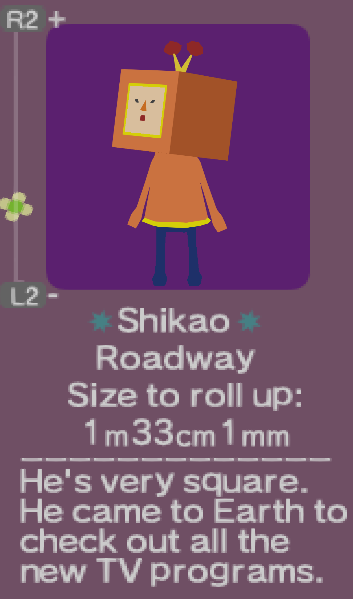 R2 +
L2 -
Shikao
Roadway
Size to roll up:
1m33cm1mm
He's very square.
He came to Earth to
check out all the
new TV programs.